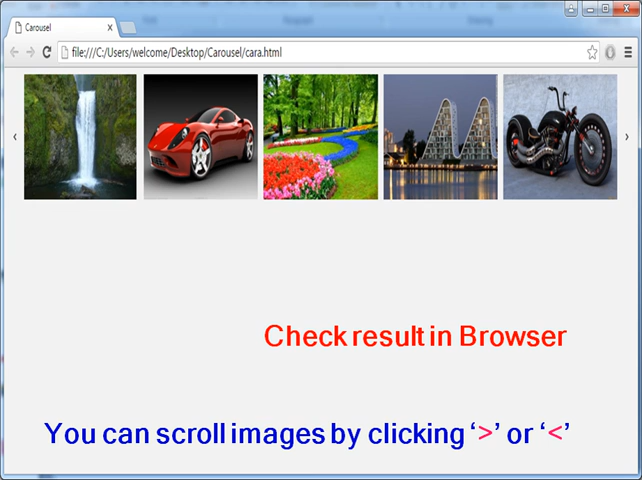 Carousel
file:///C:/Users/welcome/Desktop/Carousel/cara.html
Check result in Browser
You can scroll images by clicking ‘>’ or ‘<’